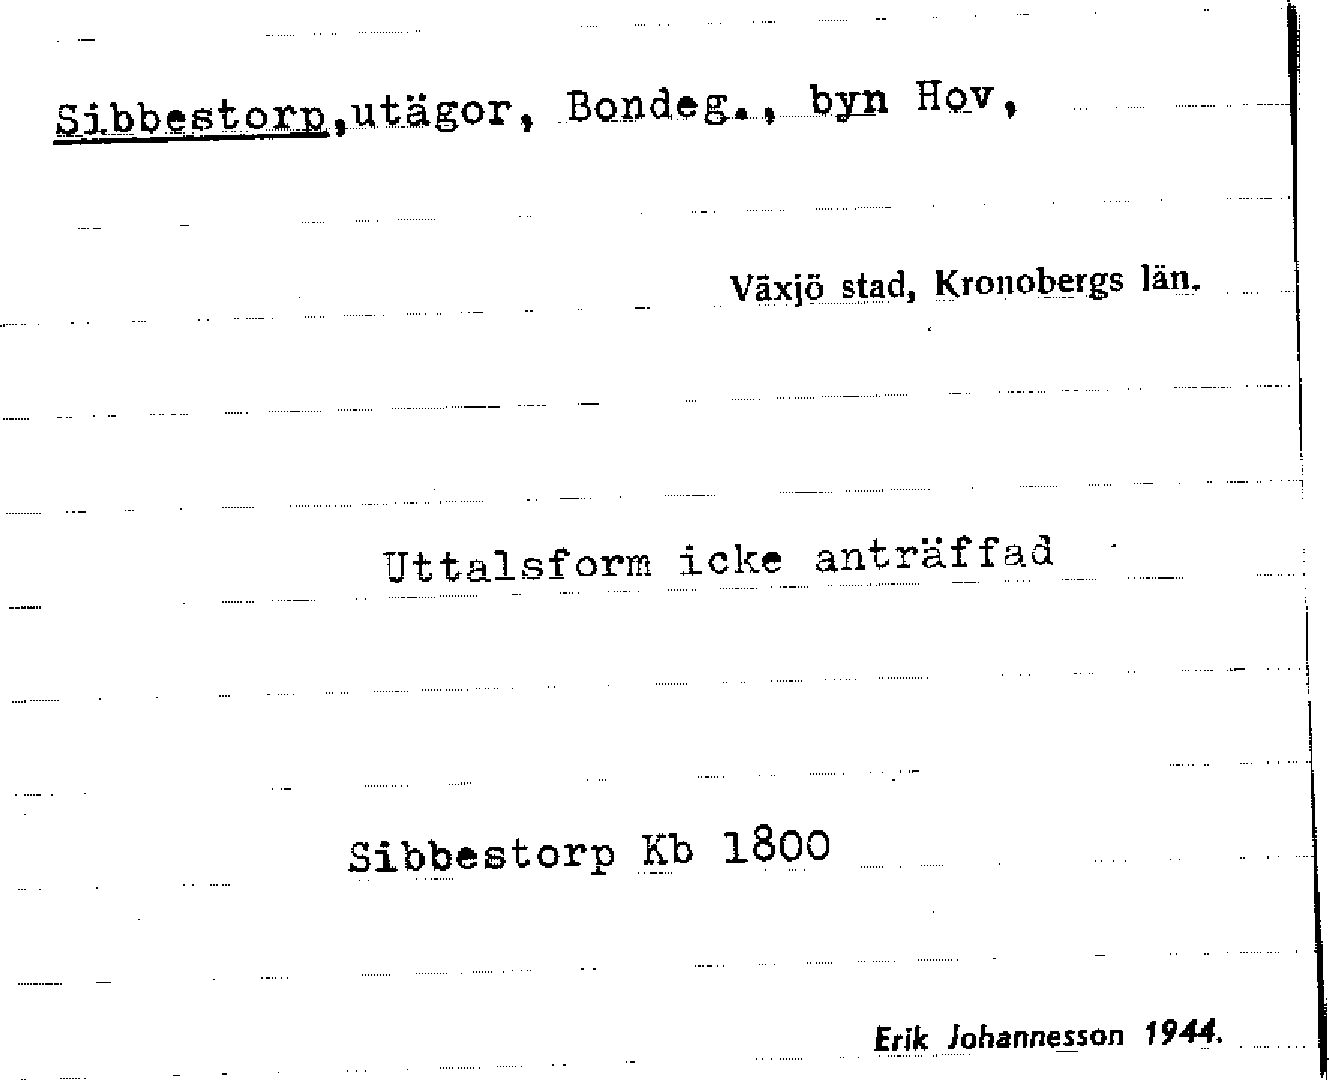 Sibbestorp,utägor, Bondeg., byn Hov,
Växjö stad, Kronobergs län.
Uttalsform icke anträffad
Sibbestorp Kb 1800
Erik Johannesson 1944.